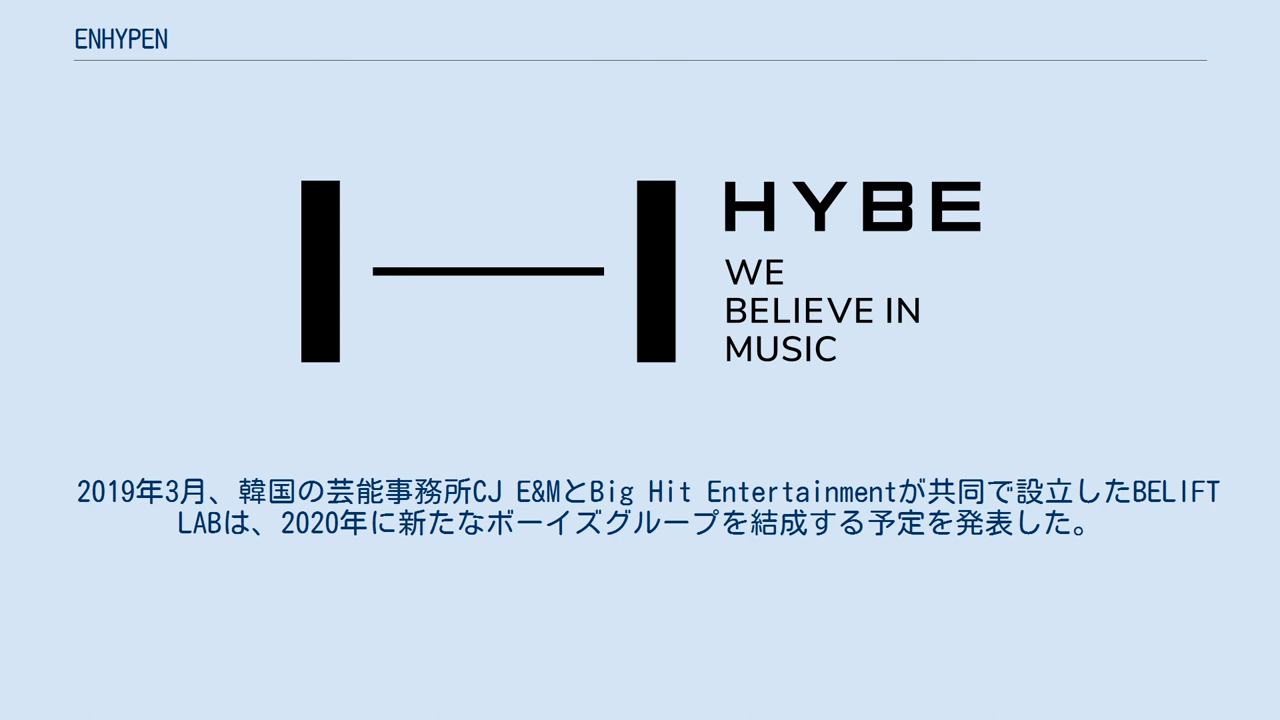 ENHYPEN
HYBE
WE
BELIEVE IN
MUSIC
2019年3月、韓国の芸能事務所CJ E&MとBig Hit Entertainmentが共同で設立したBELIFT
LABは、2020年に新たなボーイズグループを結成する予定を発表した。